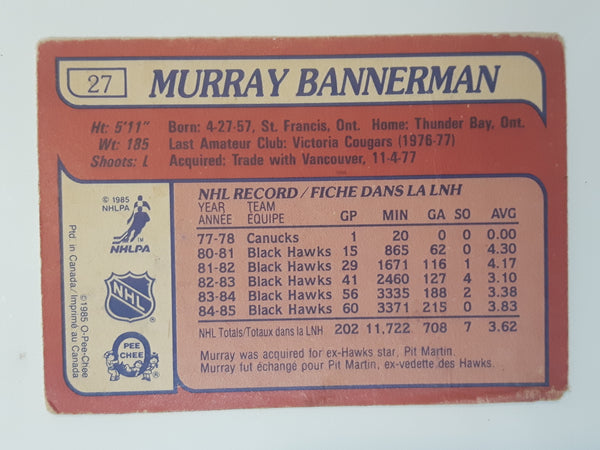 27 MURRAY BANNERMAN
Ht: 5'11" Born: 4-27-57, St. Francis, Ont. Home: Thunder Bay, Ont.
Wt: 185 Last Amateur Club: Victoria Cougars (1976-77)
Shoots: L Acquired: Trade with Vancouver, 11-4-77
© 1985
NHLPA
NHLPA
NHL
O PEE CHEE
Ptd. in Canada/Imprimé au Canada
©1985 O-Pee-Chee
NHL RECORD/FICHE DANS LA LNH
YEAR TEAM
ANNÉE ÉQUIPE GP MIN GA SO AVG
77-78 Canucks 1 20 0 0 0.00
80-81 Black Hawks 15 865 62 0 4.30
81-82 Black Hawks 29 1671 116 1 4.17
82-83 Black Hawks 41 2460 127 4 3.10
83-84 Black Hawks 56 3335 188 2 3.38
84-85 Black Hawks 60 3371 215 0 3.83
NHL Totals/Totaux dans la LNH 202 11,722 708 7 3.62
Murray was acquired for ex-Hawks star, Pit Martin.
Murray fut échangé pour Pit Martin, ex-vedette des Hawks.